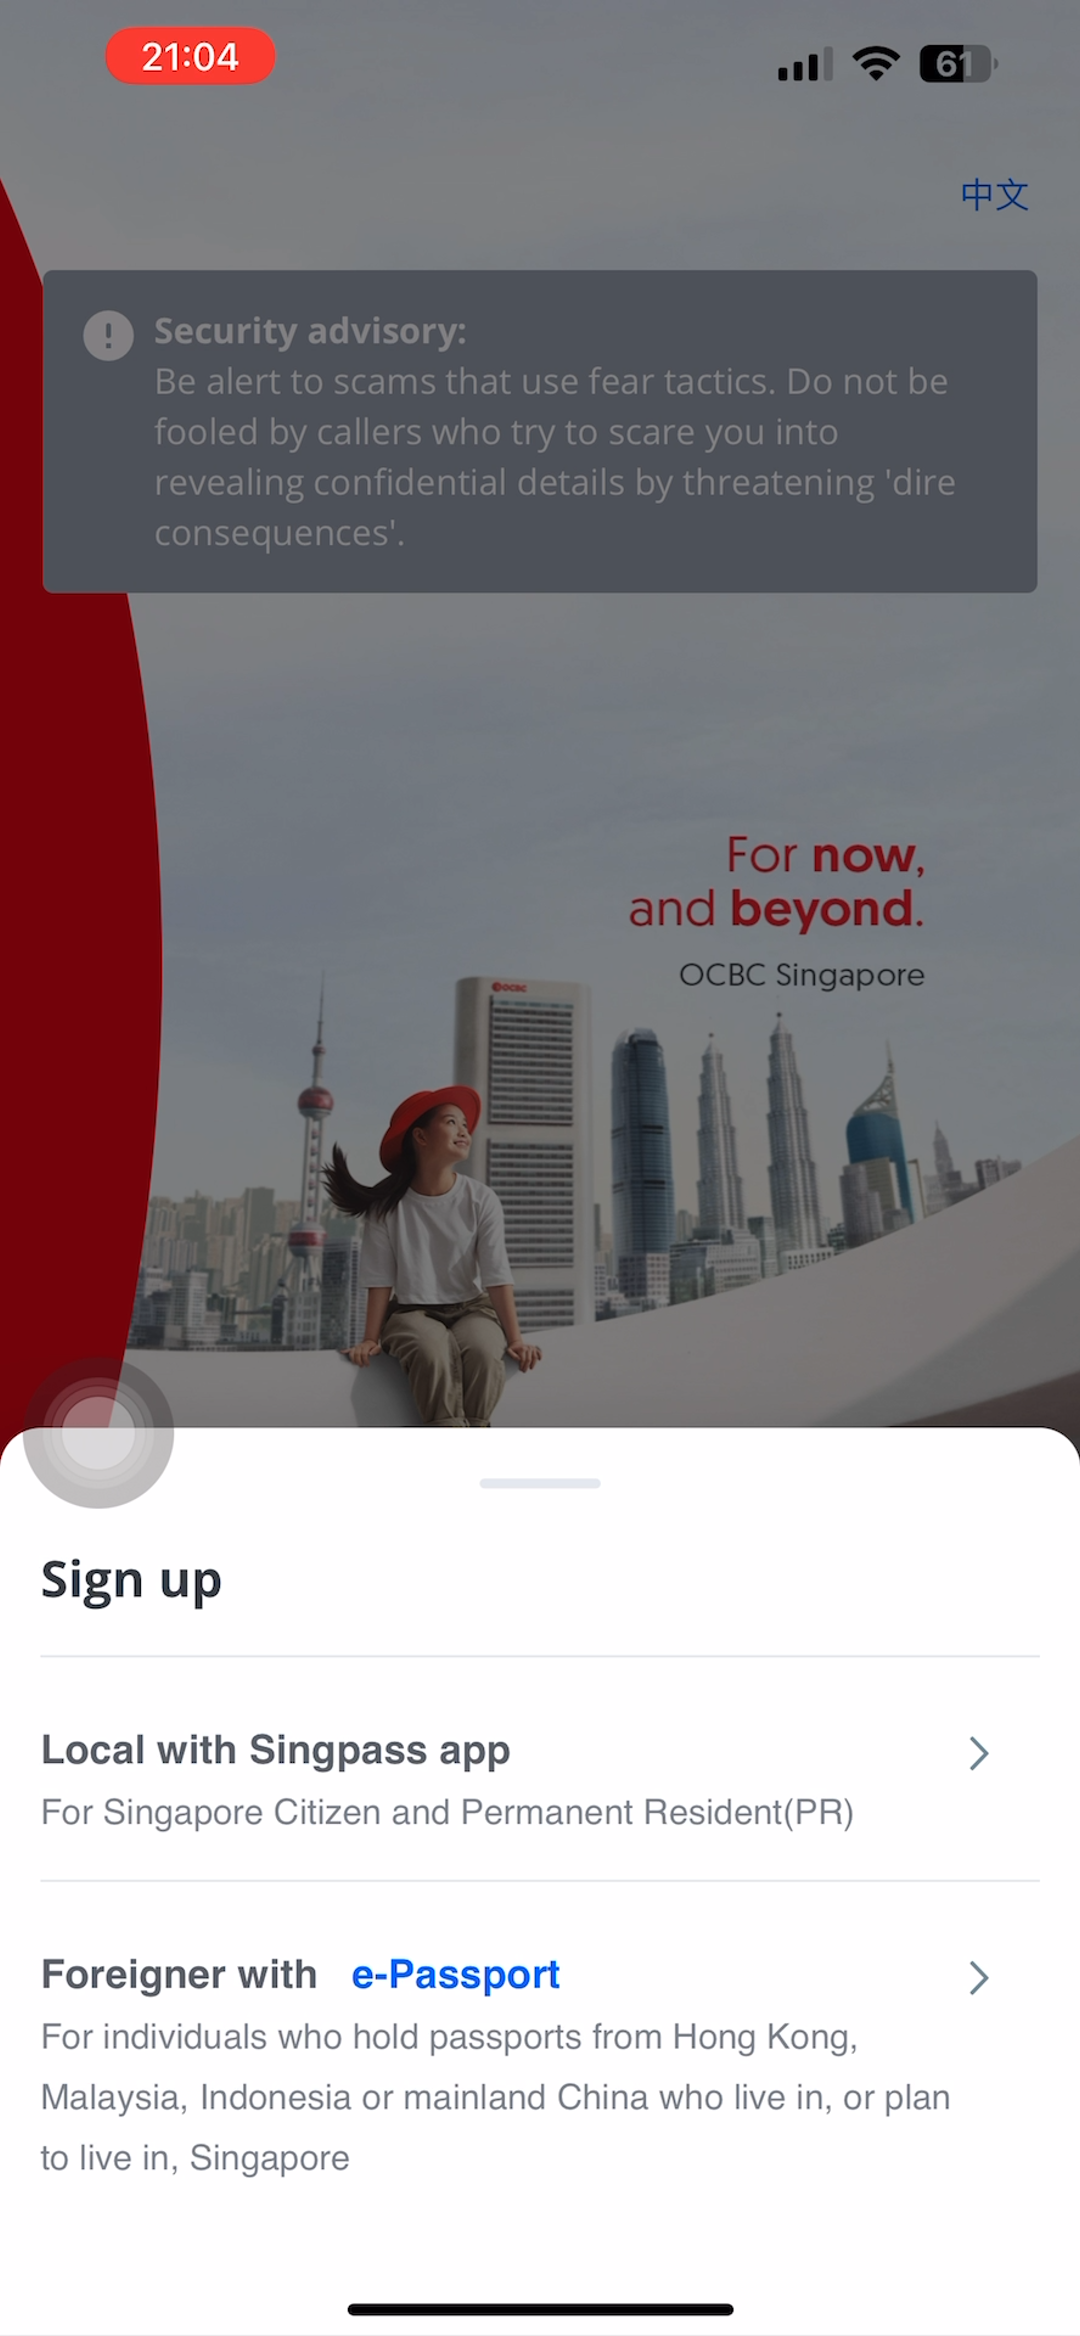 21:04
61
中文
Security advisory:
Be alert to scams that use fear tactics. Do not be
fooled by callers who try to scare you into
revealing confidential details by threatening 'dire
consequences'.
For now,
and beyond.
OCBC Singapore
OCBC
Sign up
Local with Singpass app
For Singapore Citizen and Permanent Resident(PR)
Foreigner with e-Passport
For individuals who hold passports from Hong Kong,
Malaysia, Indonesia or mainland China who live in, or plan
to live in, Singapore